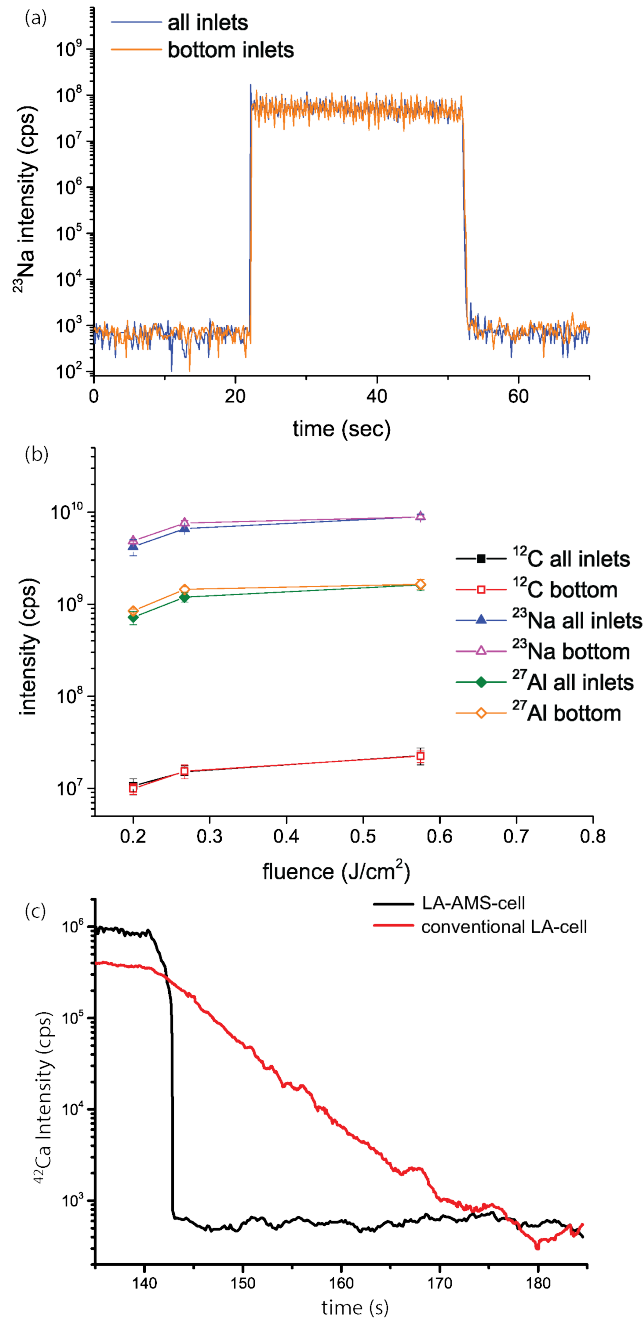 (a)
all inlets
bottom inlets
10⁹
10⁸
10⁷
10⁶
10⁵
10⁴
10³
10²
²³Na intensity (cps)
0 20 40 60
time (sec)
(b)
10¹⁰
10⁹
10⁸
10⁷
intensity (cps)
¹²C all inlets
¹²C bottom
²³Na all inlets
²³Na bottom
²⁷Al all inlets
²⁷Al bottom
0.2 0.3 0.4 0.5 0.6 0.7 0.8
fluence (J/cm²)
(c)
LA-AMS-cell
conventional LA-cell
10⁶
10⁵
10⁴
10³
⁴²Ca Intensity (cps)
140 150 160 170 180
time (s)